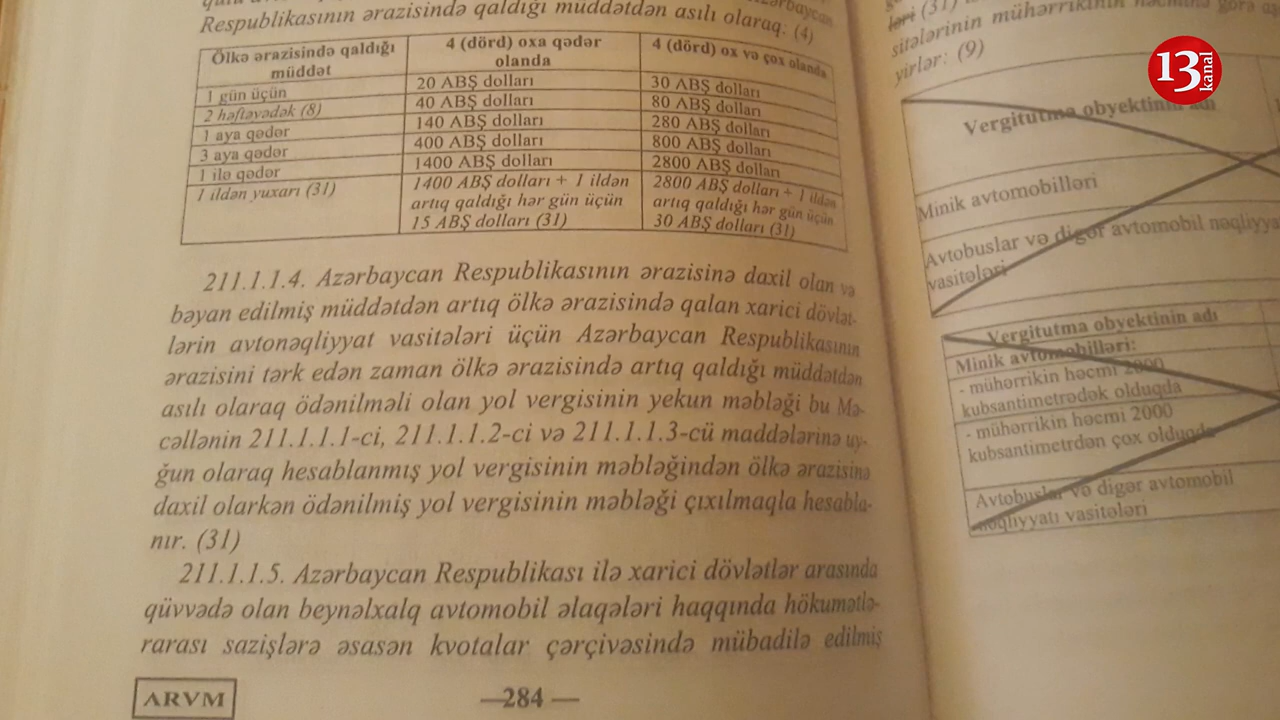 Respublikasının ərazisində qaldığı müddətdən asılı olaraq: (4)
Ölkə ərazisində qaldığı müddət
4 (dörd) oxa qədər olanda
4 (dörd) ox və çox olanda
1 gün üçün
20 ABŞ dolları
30 ABŞ dolları
2 həftəyədək (8)
40 ABŞ dolları
80 ABŞ dolları
1 aya qədər
140 ABŞ dolları
280 ABŞ dolları
3 aya qədər
400 ABŞ dolları
800 ABŞ dolları
1 ilə qədər
1400 ABŞ dolları
2800 ABŞ dolları
1 ildən yuxarı (31)
1400 ABŞ dolları + 1 ildən
artıq qaldığı hər gün üçün
15 ABŞ dolları (31)
2800 ABŞ dolları + 1 ildən
artıq qaldığı hər gün üçün
30 ABŞ dolları (31)
211.1.1.4. Azərbaycan Respublikasının ərazisinə daxil olan və
bəyan edilmiş müddətdən artıq ölkə ərazisində qalan xarici dövlət-
lərin avtonəqliyyat vasitələri üçün Azərbaycan Respublikasının
ərazisini tərk edən zaman ölkə ərazisində artıq qaldığı müddətdən
asılı olaraq ödənilməli olan yol vergisinin yekun məbləği bu Mə-
cəllənin 211.1.1.1-ci, 211.1.1.2-ci və 211.1.1.3-cü maddələrinə uy-
ğun olaraq hesablanmış yol vergisinin məbləğindən ölkə ərazisinə
daxil olarkən ödənilmiş yol vergisinin məbləği çıxılmaqla hesabla-
nır. (31)
211.1.1.5. Azərbaycan Respublikası ilə xarici dövlətlər arasında
qüvvədə olan beynəlxalq avtomobil əlaqələri haqqında hökumətlə-
rarası sazişlərə əsasən kvotalar çərçivəsində mübadilə edilmiş
ARVM
—284 —
ləri (31)
sitələrinin mühərrikinin həcminə görə
yirlər: (9)
Vergitutma obyektinin adı
Minik avtomobilləri
Avtobuslar və digər avtomobil nəqliyya
vasitələri
Vergitutma obyektinin adı
Minik avtomobilləri:
- mühərrikin həcmi 2000
kubsantimetrədək olduqda
- mühərrikin həcmi 2000
kubsantimetrdən çox olduqda
Avtobuslar və digər avtomobil
nəqliyyatı vasitələri
13 kanal